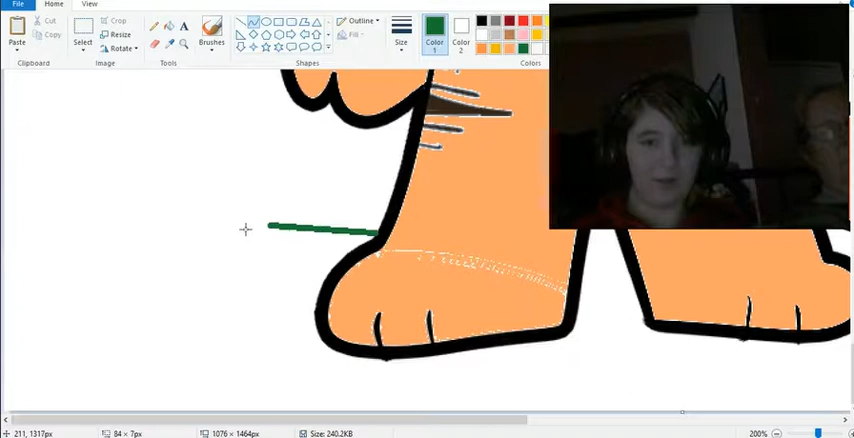 File Home View
Paste Cut Copy
Select Crop Resize Rotate
A
Brushes
Outline Fill
Size
Color 1
Color 2
Clipboard Image Tools Shapes Colors
211, 1317px 84 × 7px 1076 × 1464px Size: 240.2KB 200%